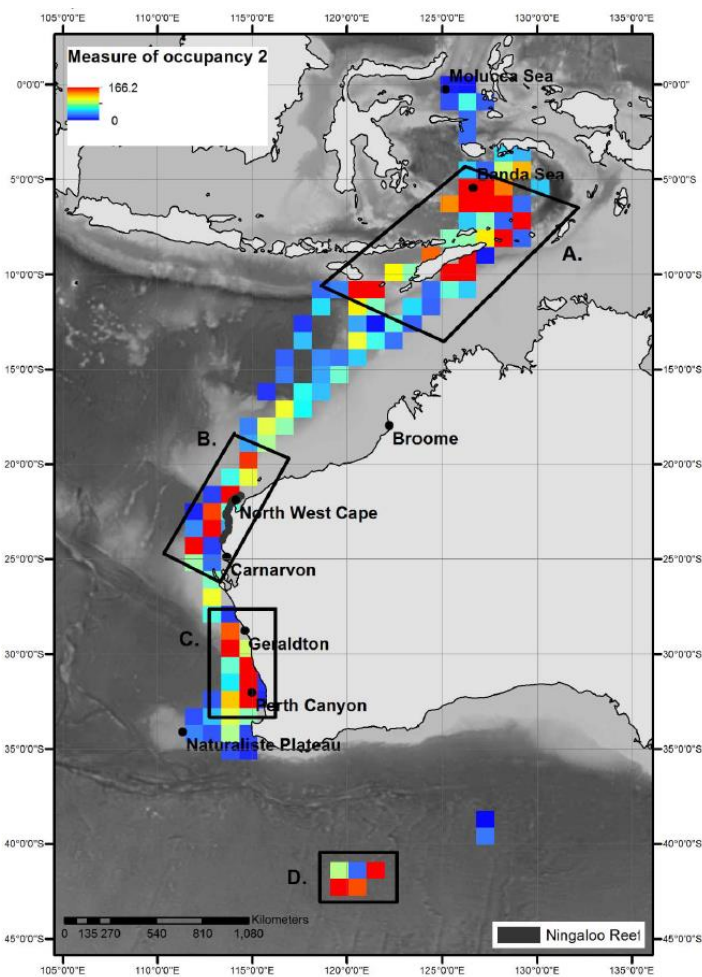 105°0'0"E 110°0'0"E 115°0'0"E 120°0'0"E 125°0'0"E 130°0'0"E 135°0'0"E
Measure of occupancy 2
166.2
0
Molucca Sea
0°0'0" 0°0'0"
5°0'0"S 5°0'0"S
Banda Sea
A.
10°0'0"S 10°0'0"S
15°0'0"S 15°0'0"S
B.
Broome
20°0'0"S 20°0'0"S
North West Cape
25°0'0"S 25°0'0"S
Carnarvon
C.
Geraldton
30°0'0"S 30°0'0"S
Perth Canyon
Naturaliste Plateau
35°0'0"S 35°0'0"S
40°0'0"S 40°0'0"S
D.
Kilometers
0 135 270 540 810 1,080
Ningaloo Reef
45°0'0"S 45°0'0"S
105°0'0"E 110°0'0"E 115°0'0"E 120°0'0"E 125°0'0"E 130°0'0"E 135°0'0"E